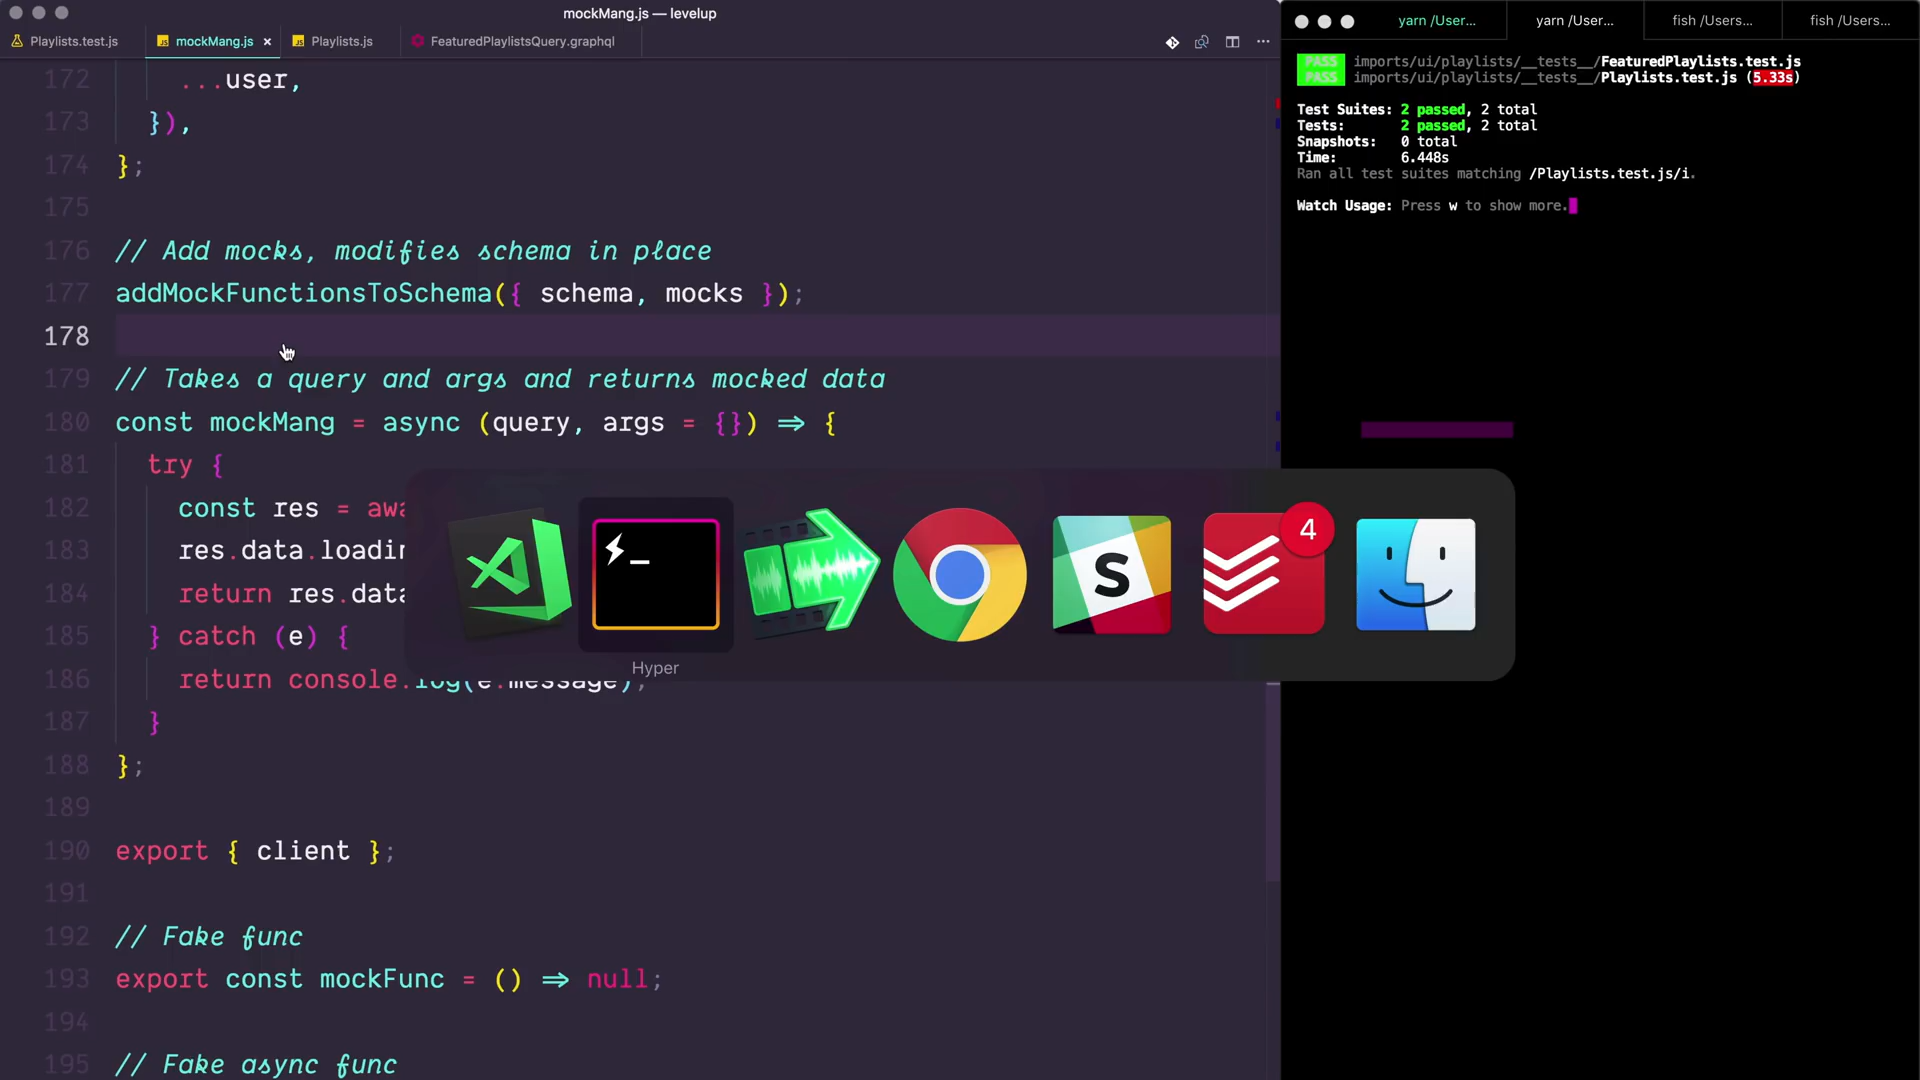 mockMang.js — levelup
Playlists.test.js
mockMang.js ×
Playlists.js
FeaturedPlaylistsQuery.graphql
172 ...user,
173 }),
174 };
175
176 // Add mocks, modifies schema in place
177 addMockFunctionsToSchema({ schema, mocks });
178
179 // Takes a query and args and returns mocked data
180 const mockMang = async (query, args = {}) => {
181 try {
182 const res = awa
183 res.data.loadin
184 return res.data
185 } catch (e) {
186 return console.log(e.message);
187 }
188 };
189
190 export { client };
191
192 // Fake func
193 export const mockFunc = () => null;
194
195 // Fake async func
S
4
Hyper
yarn /User...
yarn /User...
fish /Users...
fish /Users...
PASS imports/ui/playlists/__tests__/FeaturedPlaylists.test.js
PASS imports/ui/playlists/__tests__/Playlists.test.js (5.33s)
Test Suites: 2 passed, 2 total
Tests: 2 passed, 2 total
Snapshots: 0 total
Time: 6.448s
Ran all test suites matching /Playlists.test.js/i.
Watch Usage: Press w to show more.